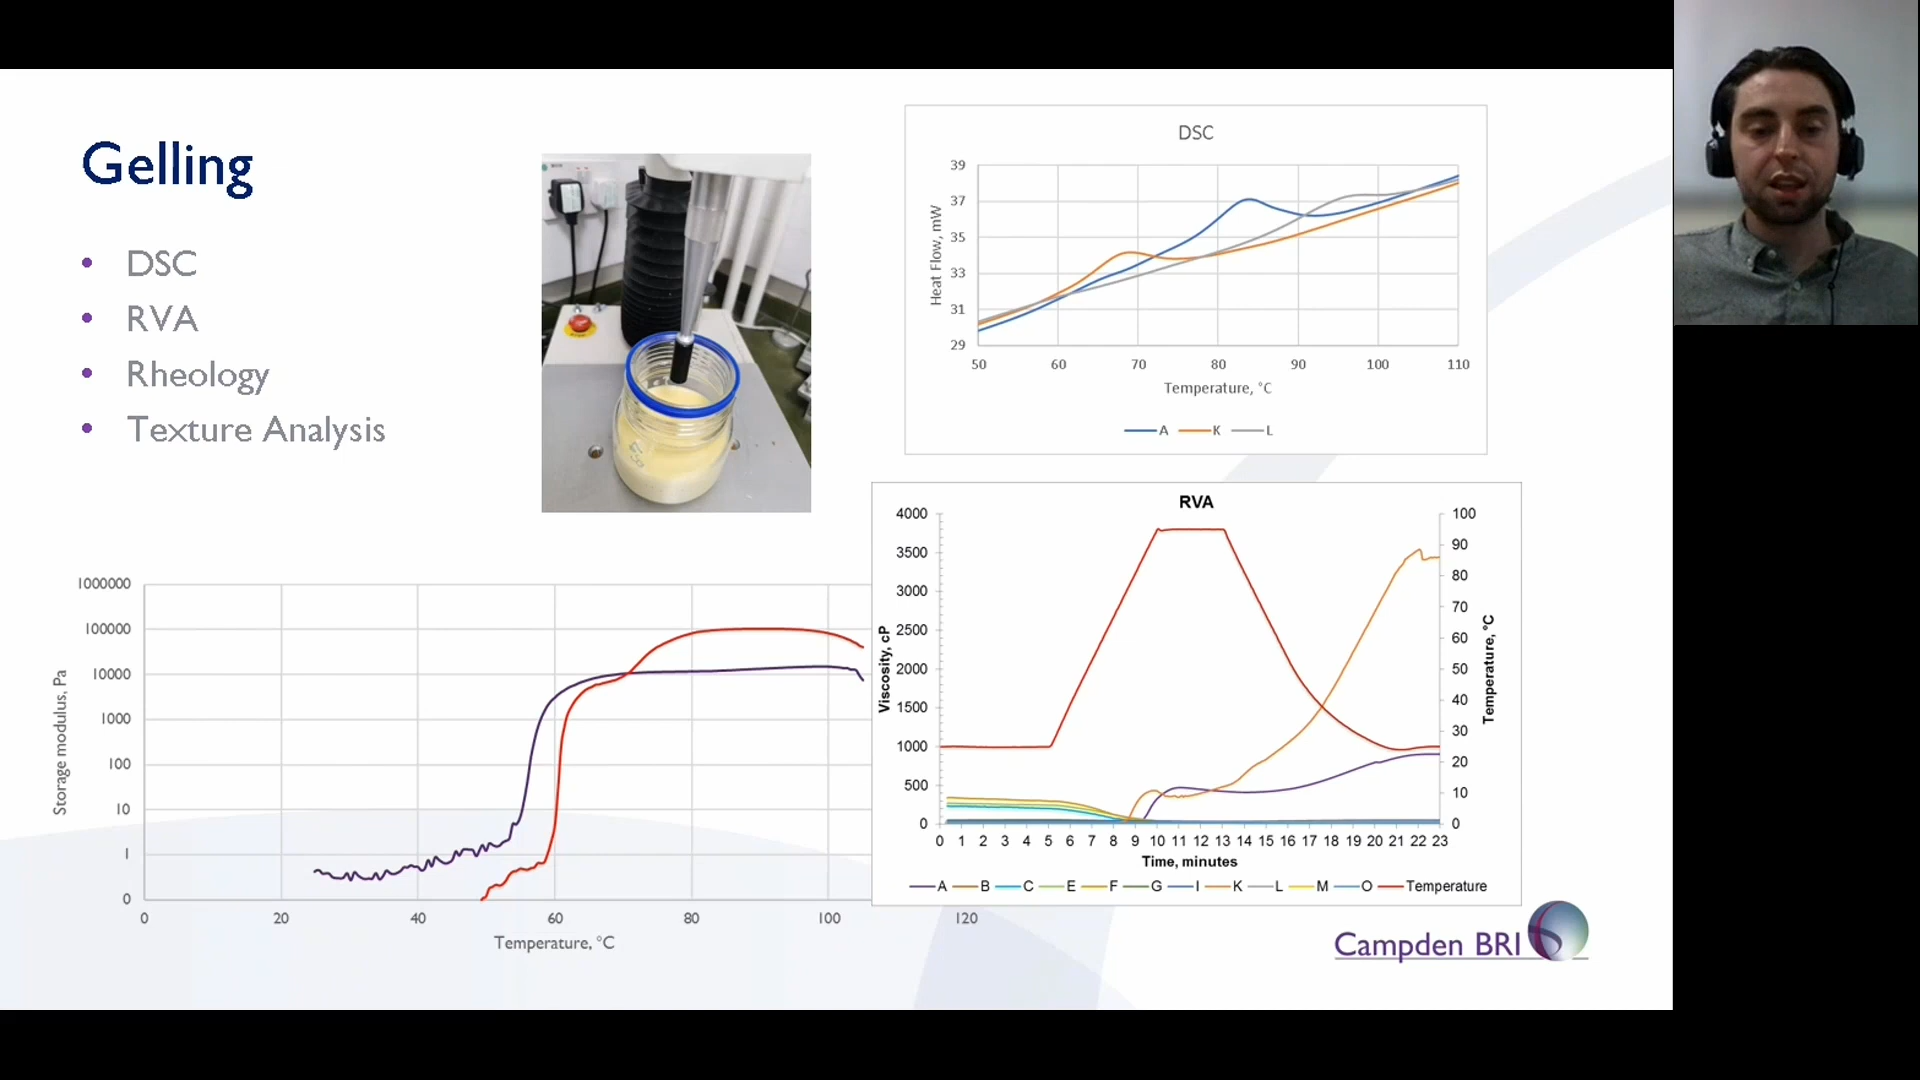 Gelling
• DSC
• RVA
• Rheology
• Texture Analysis
DSC
39
37
35
33
31
29
Heat Flow, mW
50 60 70 80 90 100 110
Temperature, °C
A K L
1000000
100000
10000
1000
100
10
1
0
Storage modulus, Pa
0 20 40 60 80 100 120
Temperature, °C
RVA
4000
3500
3000
2500
2000
1500
1000
500
0
Viscosity, cP
100
90
80
70
60
50
40
30
20
10
0
Temperature, °C
0 1 2 3 4 5 6 7 8 9 10 11 12 13 14 15 16 17 18 19 20 21 22 23
Time, minutes
A B C E F G I K L M O Temperature
Campden BRI